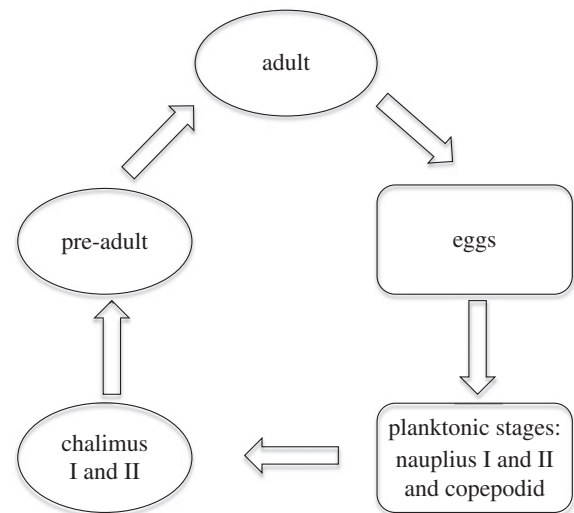 adult
eggs
planktonic stages:
nauplius I and II
and copepodid
chalimus
I and II
pre-adult